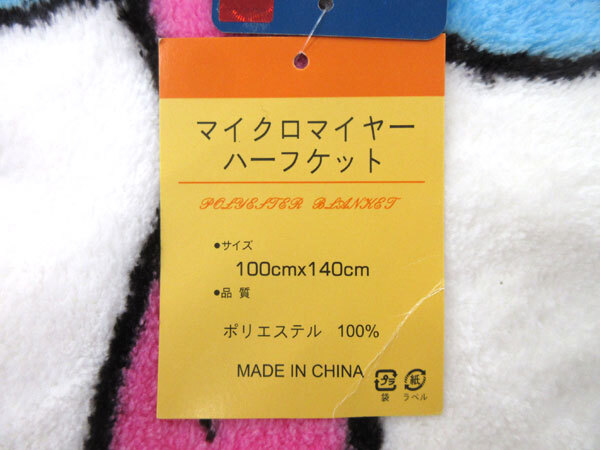 マイクロマイヤー
ハーフケット
POLYESTER BLANKET
●サイズ
100cmx140cm
●品質
ポリエステル 100%
MADE IN CHINA
プラ 紙
袋 ラベル